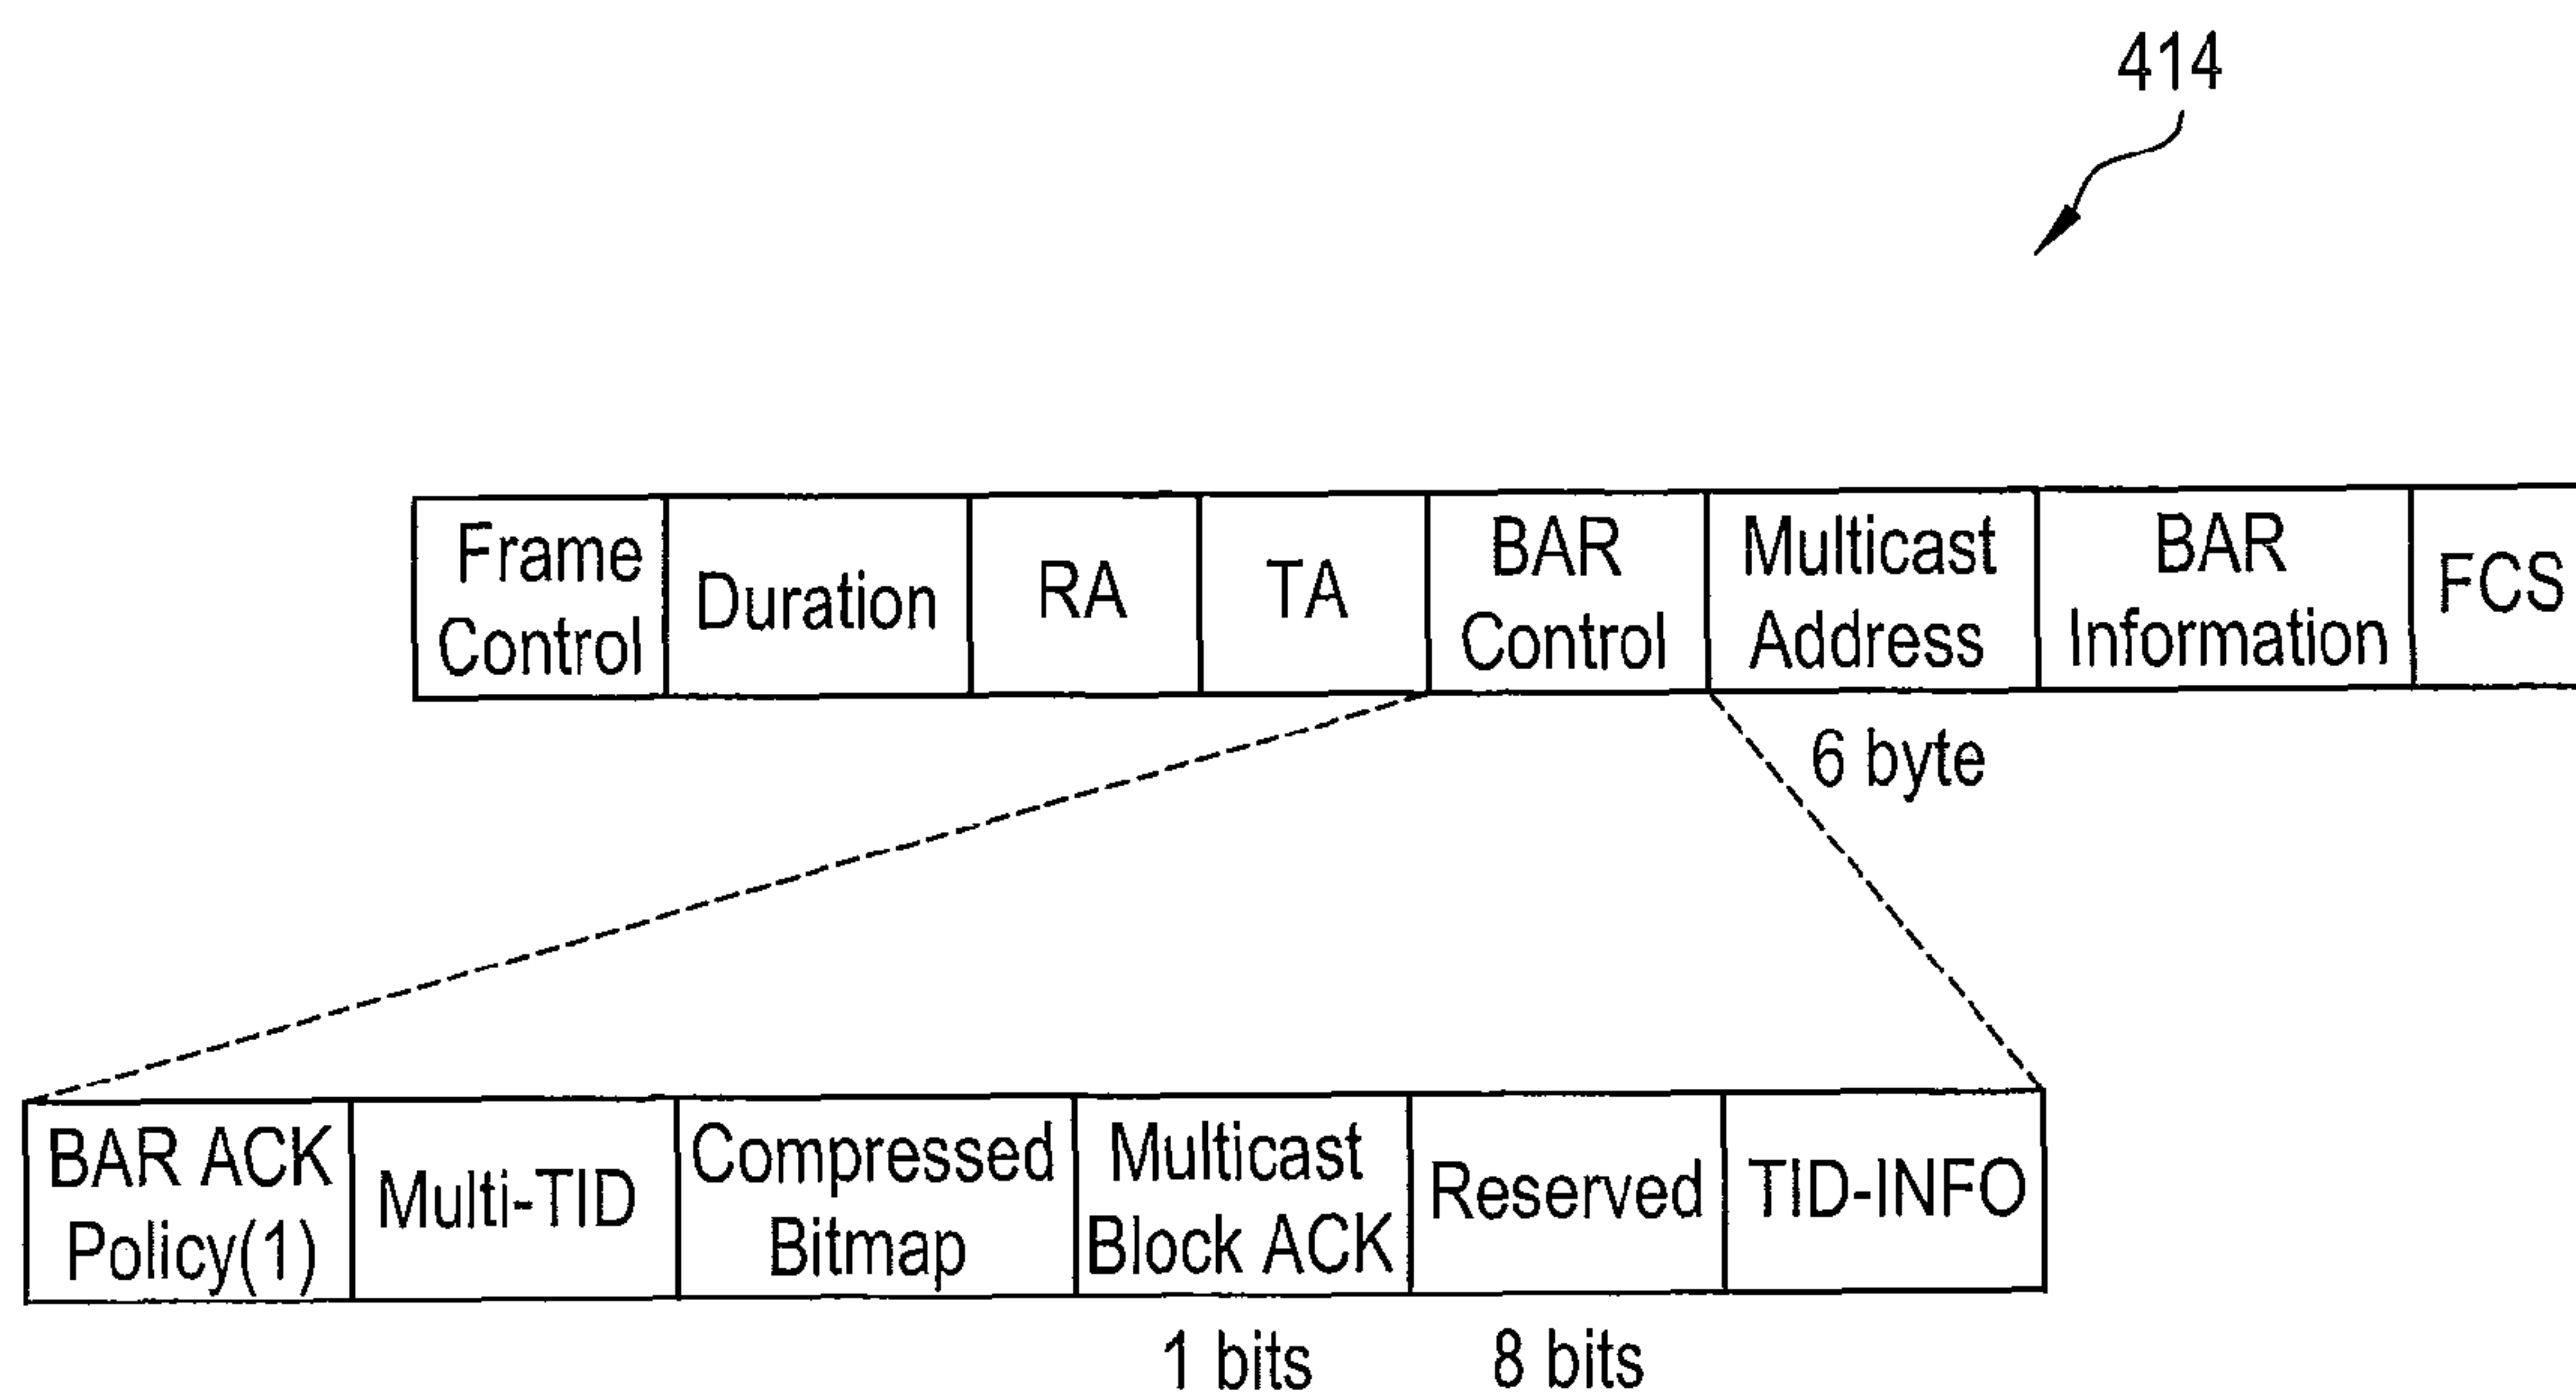 414
Frame Control
Duration
RA
TA
BAR Control
Multicast Address
BAR Information
FCS
6 byte
BAR ACK Policy(1)
Multi-TID
Compressed Bitmap
Multicast Block ACK
Reserved
TID-INFO
1 bits
8 bits